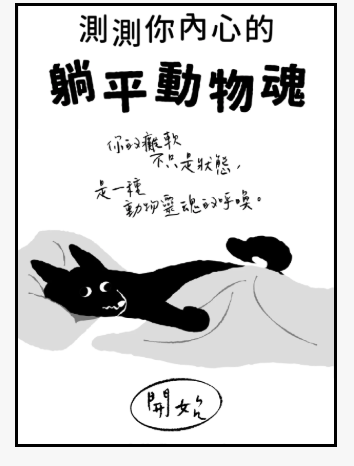 測測你內心的
躺平動物魂
你的癱軟
不只是狀態，
是一種
動物靈魂的呼喚。
開始